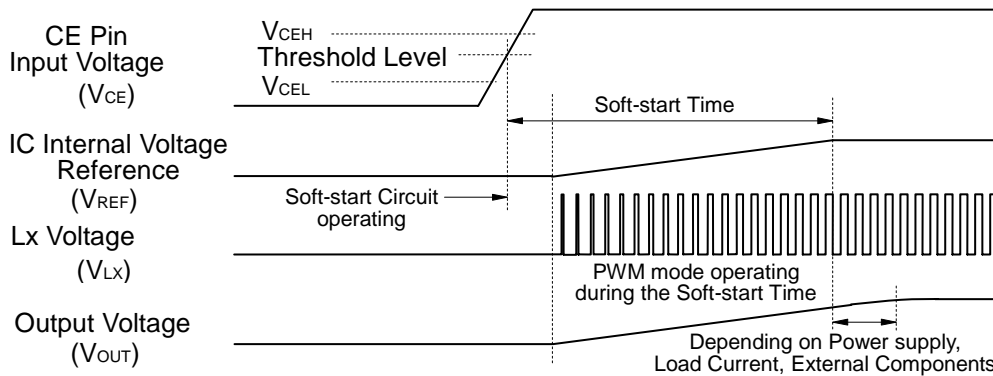 CE Pin
Input Voltage
(VCE)
VCEH
Threshold Level
VCEL
Soft-start Time
IC Internal Voltage
Reference
(VREF)
Soft-start Circuit
operating
Lx Voltage
(VLX)
PWM mode operating
during the Soft-start Time
Output Voltage
(VOUT)
Depending on Power supply,
Load Current, External Components